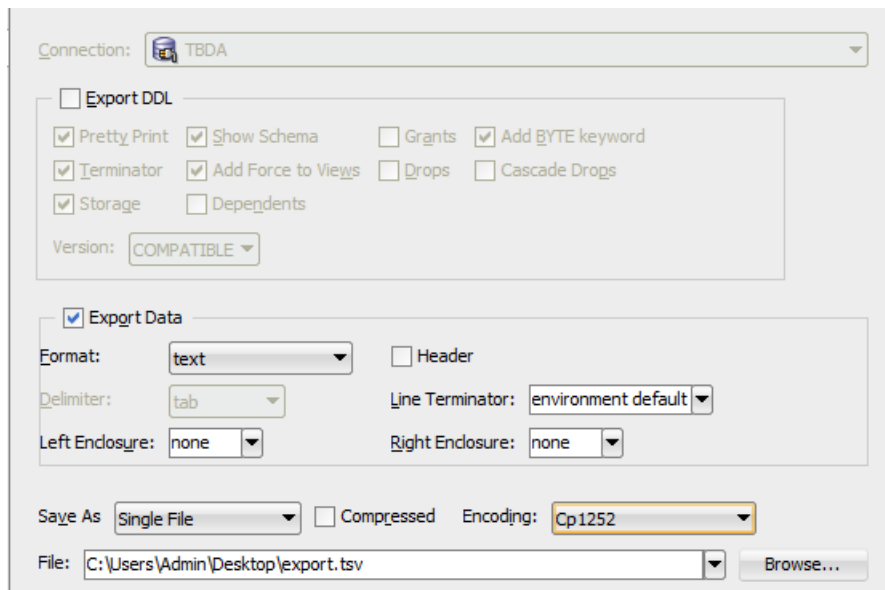 Connection: TBDA
Export DDL
Pretty Print Show Schema Grants Add BYTE keyword
Terminator Add Force to Views Drops Cascade Drops
Storage Dependents
Version: COMPATIBLE
Export Data
Format: text Header
Delimiter: tab Line Terminator: environment default
Left Enclosure: none Right Enclosure: none
Save As Single File Compressed Encoding: Cp1252
File: C:\Users\Admin\Desktop\export.tsv Browse...